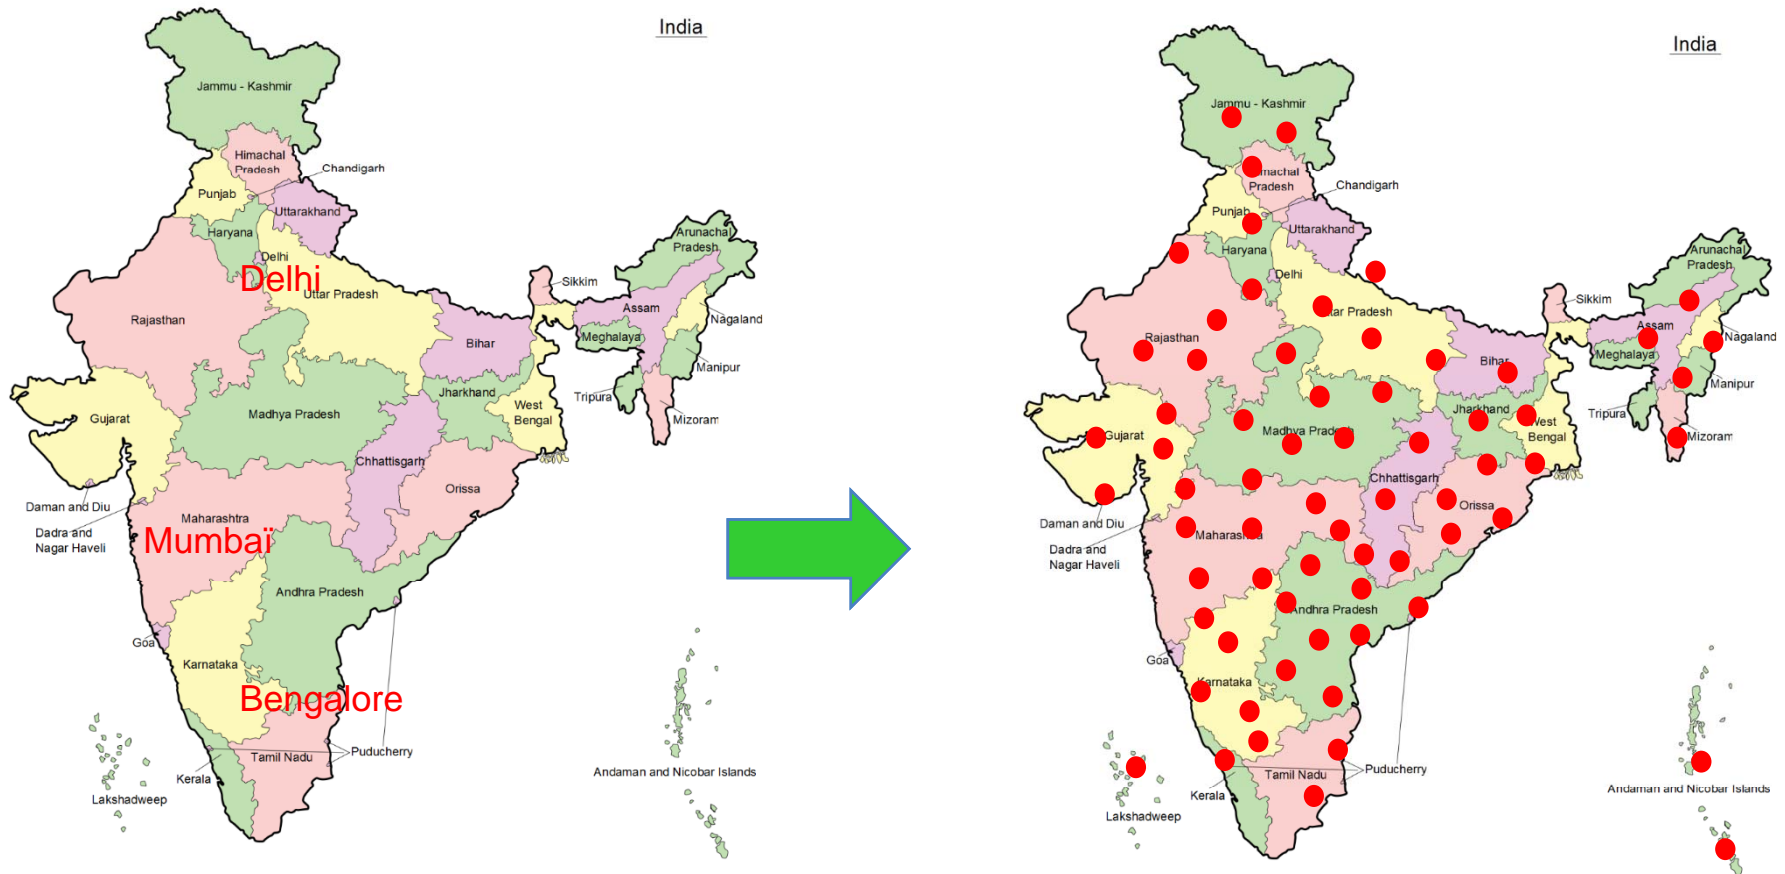 India
Jammu - Kashmir
Himachal
Pradesh
Chandigarh
Punjab
Uttarakhand
Haryana
Arunachal
Pradesh
Delhi
Delhi
Sikkim
Uttar Pradesh
Assam
Nagaland
Rajasthan
Meghalaya
Bihar
Manipur
Jharkhand
Tripura
West
Bengal
Gujarat
Madhya Pradesh
Mizoram
Chhattisgarh
Orissa
Daman and Diu
Maharashtra
Dadra and
Nagar Haveli
Mumbaï
Andhra Pradesh
Goa
Karnataka
Bengalore
Puducherry
Tamil Nadu
Kerala
Andaman and Nicobar Islands
Lakshadweep
India
Jammu - Kashmir
Pradesh
Chandigarh
Punjab
Uttarakhand
Haryana
Arunachal
Pradesh
Delhi
Sikkim
Pradesh
Assam
Nagaland
Rajasthan
Meghalaya
Bihar
Manipur
Jharkhand
Tripura
West
Bengal
Gujarat
Madhya Pradesh
Mizoram
Chhattisgarh
Orissa
Daman and Diu
Maharashtra
Dadra and
Nagar Haveli
Andhra Pradesh
Goa
Karnataka
Puducherry
Tamil Nadu
Kerala
Andaman and Nicobar Islands
Lakshadweep